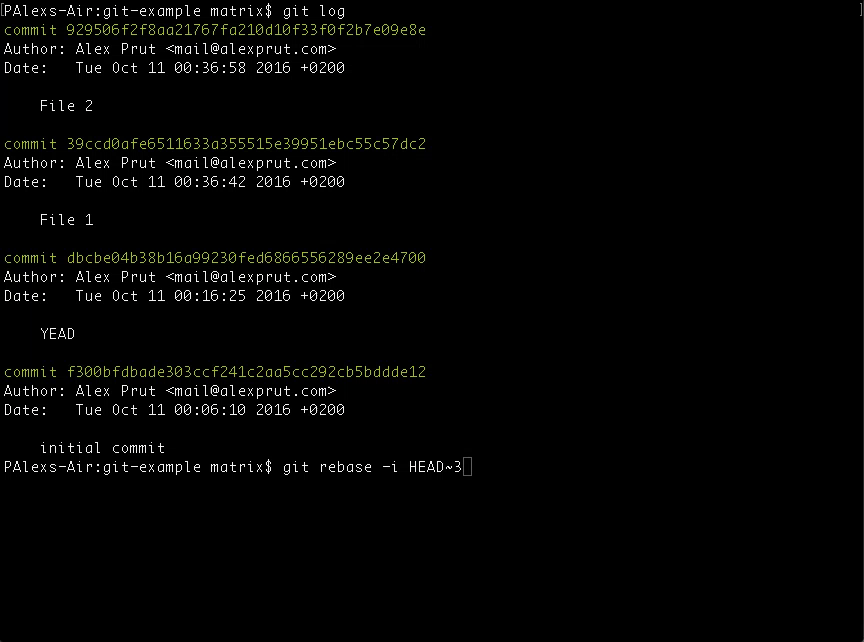 [PAlexs-Air:git-example matrix$ git log ]
commit 929506f2f8aa21767fa210d10f33f0f2b7e09e8e
Author: Alex Prut <mail@alexprut.com>
Date:   Tue Oct 11 00:36:58 2016 +0200
File 2
commit 39ccd0afe6511633a355515e39951ebc55c57dc2
Author: Alex Prut <mail@alexprut.com>
Date:   Tue Oct 11 00:36:42 2016 +0200
File 1
commit dbcbe04b38b16a99230fed6866556289ee2e4700
Author: Alex Prut <mail@alexprut.com>
Date:   Tue Oct 11 00:16:25 2016 +0200
YEAD
commit f300bfdbade303ccf241c2aa5cc292cb5bddde12
Author: Alex Prut <mail@alexprut.com>
Date:   Tue Oct 11 00:06:10 2016 +0200
initial commit
PAlexs-Air:git-example matrix$ git rebase -i HEAD~3